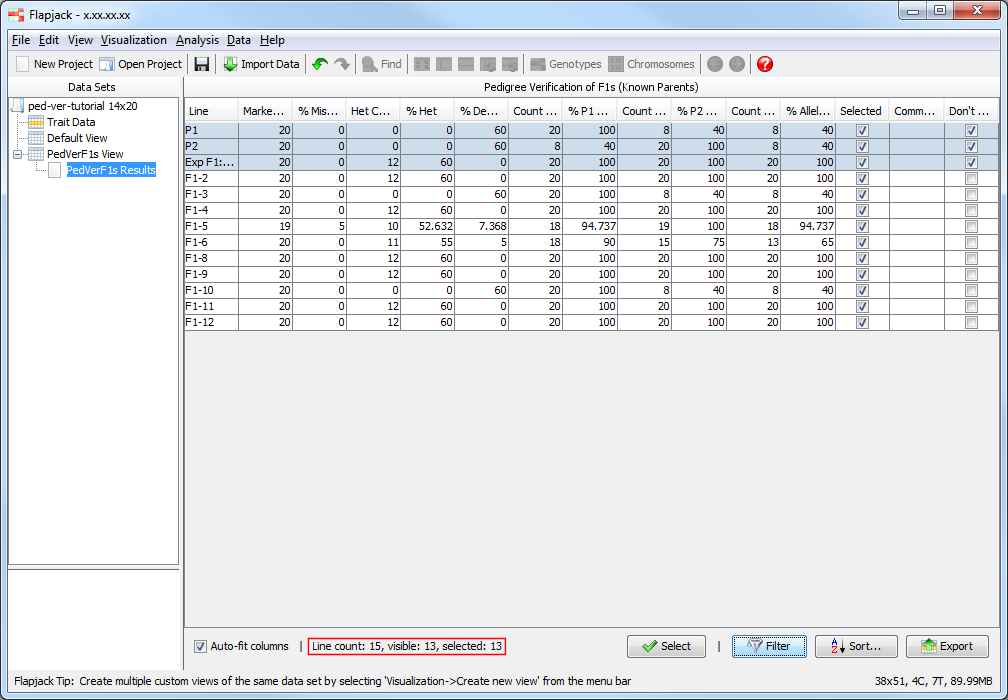 Flapjack - x.xx.xx.xx
File Edit View Visualization Analysis Data Help
New Project Open Project Import Data Find Genotypes Chromosomes ?
Data Sets
ped-ver-tutorial 14x20
Trait Data
Default View
PedVerF1s View
PedVerF1s Results
Pedigree Verification of F1s (Known Parents)
Line Marke... % Mis... Het C... % Het % De... Count ... % P1 ... Count ... % P2 ... Count ... % Allel... Selected Comm... Don't ...
P1 20 0 0 0 60 20 100 8 40 8 40
P2 20 0 0 0 60 8 40 20 100 8 40
Exp F1:... 20 0 12 60 0 20 100 20 100 20 100
F1-2 20 0 12 60 0 20 100 20 100 20 100
F1-3 20 0 0 0 60 20 100 8 40 8 40
F1-4 20 0 12 60 0 20 100 20 100 20 100
F1-5 19 5 10 52.632 7.368 18 94.737 19 100 18 94.737
F1-6 20 0 11 55 5 18 90 15 75 13 65
F1-8 20 0 12 60 0 20 100 20 100 20 100
F1-9 20 0 12 60 0 20 100 20 100 20 100
F1-10 20 0 0 0 60 20 100 8 40 8 40
F1-11 20 0 12 60 0 20 100 20 100 20 100
F1-12 20 0 12 60 0 20 100 20 100 20 100
Auto-fit columns | Line count: 15, visible: 13, selected: 13 Select | Filter Sort... Export
Flapjack Tip: Create multiple custom views of the same data set by selecting 'Visualization->Create new view' from the menu bar 38x51, 4C, 7T, 89.99MB